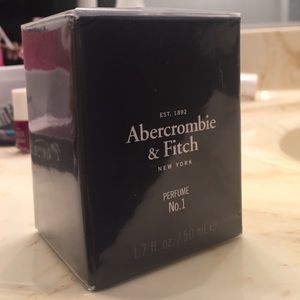 EST. 1892
Abercrombie
& Fitch
NEW YORK
PERFUME
No.1
1.7 fl. oz. / 50 mL e